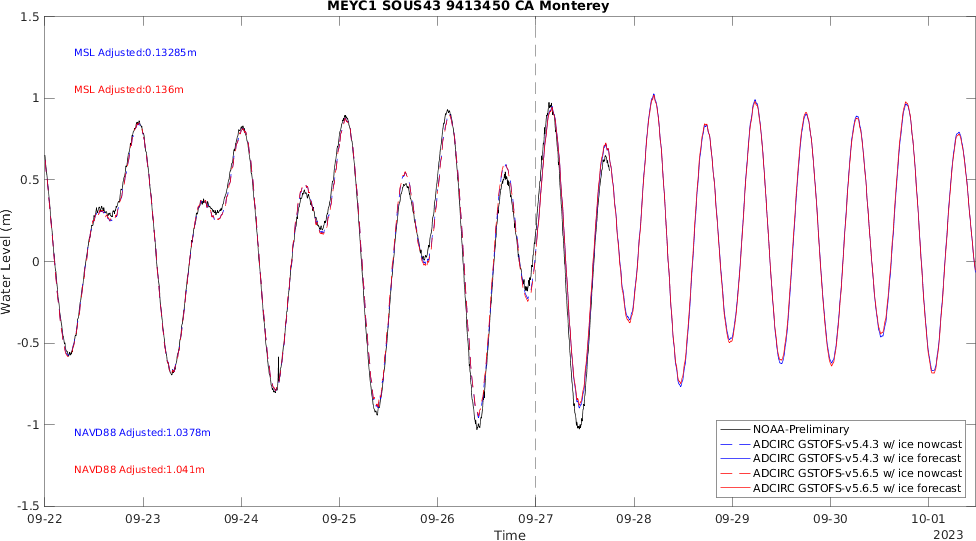 MEYC1 SOUS43 9413450 CA Monterey
1.5
1
0.5
0
-0.5
-1
-1.5
Water Level (m)
MSL Adjusted:0.13285m
MSL Adjusted:0.136m
NAVD88 Adjusted:1.0378m
NAVD88 Adjusted:1.041m
NOAA-Preliminary
ADCIRC GSTOFS-v5.4.3 w/ ice nowcast
ADCIRC GSTOFS-v5.4.3 w/ ice forecast
ADCIRC GSTOFS-v5.6.5 w/ ice nowcast
ADCIRC GSTOFS-v5.6.5 w/ ice forecast
09-22 09-23 09-24 09-25 09-26 09-27 09-28 09-29 09-30 10-01
Time
2023